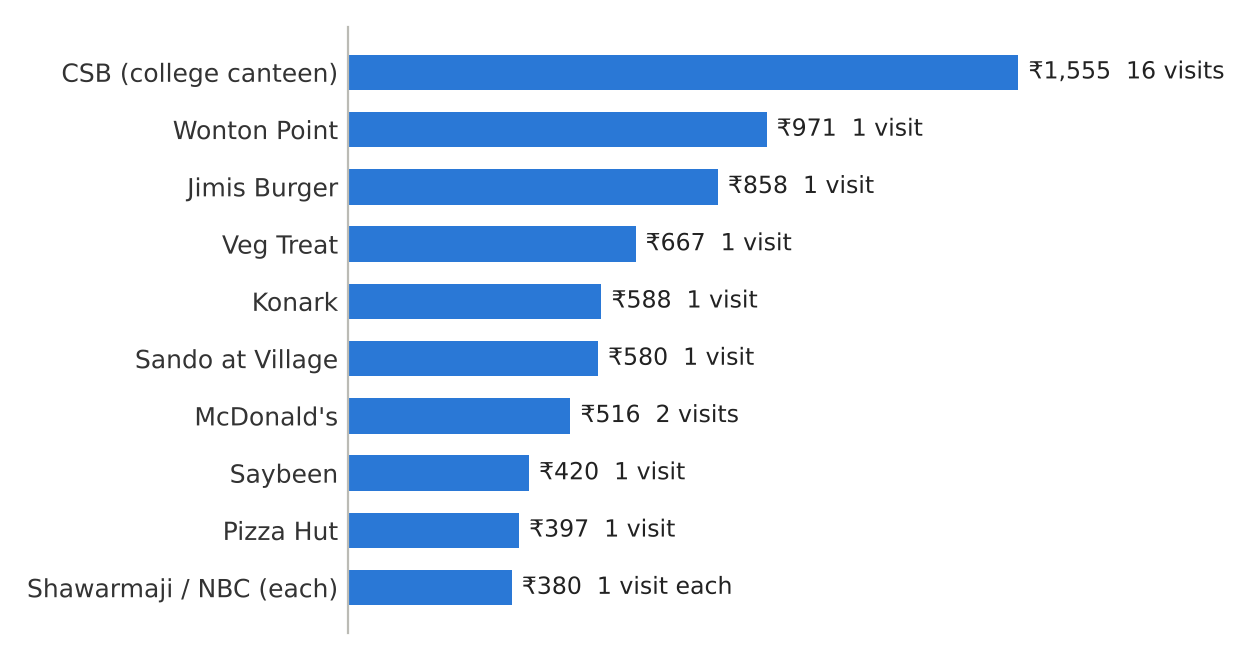 CSB (college canteen) ₹1,555 16 visits
Wonton Point ₹971 1 visit
Jimis Burger ₹858 1 visit
Veg Treat ₹667 1 visit
Konark ₹588 1 visit
Sando at Village ₹580 1 visit
McDonald's ₹516 2 visits
Saybeen ₹420 1 visit
Pizza Hut ₹397 1 visit
Shawarmaji / NBC (each) ₹380 1 visit each